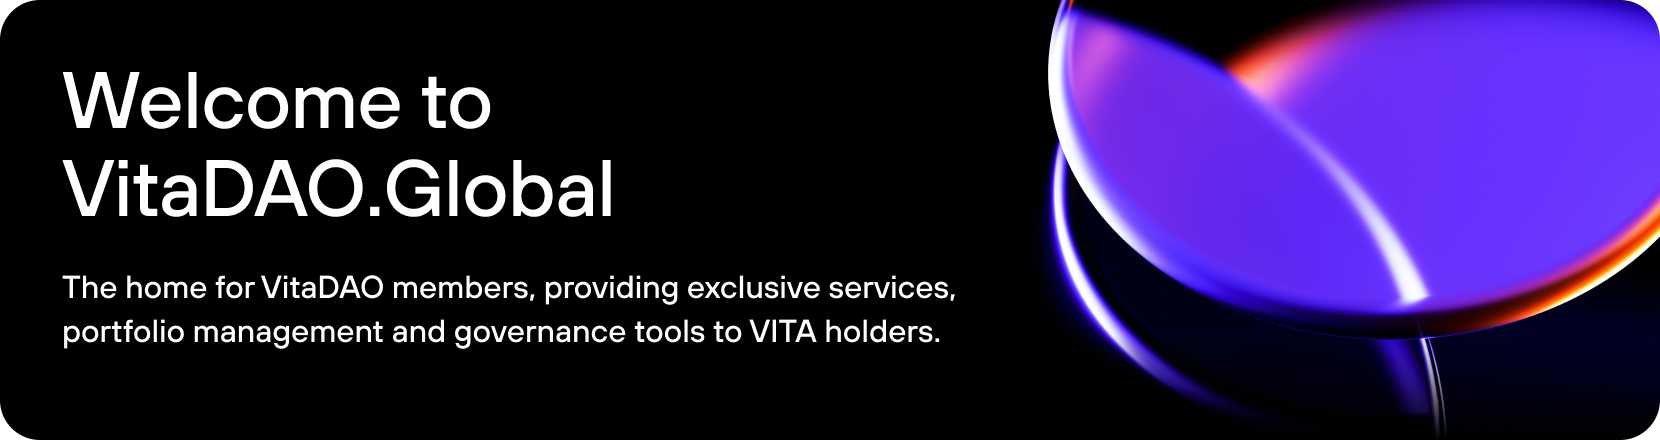 Welcome to
VitaDAO.Global
The home for VitaDAO members, providing exclusive services,
portfolio management and governance tools to VITA holders.